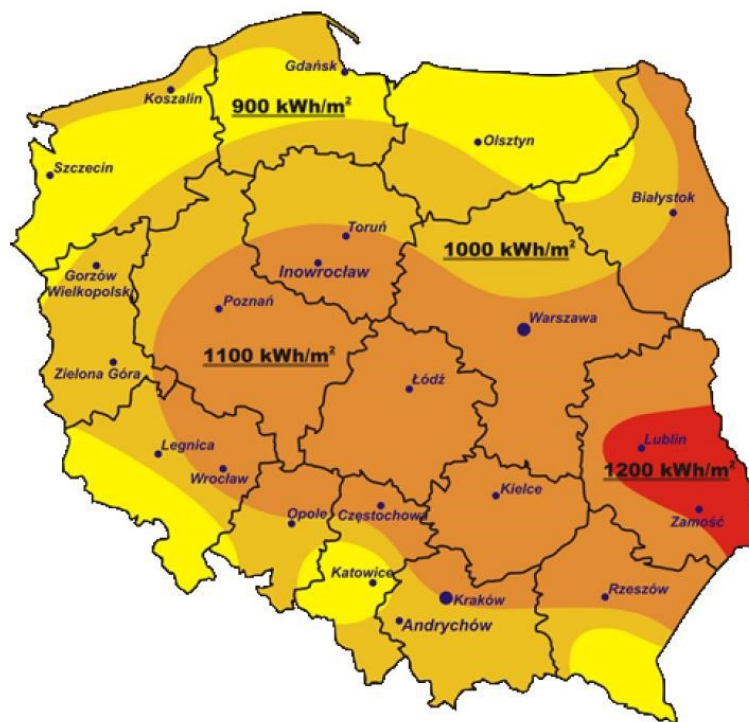 Gdańsk
Koszalin
900 kWh/m²
Olsztyn
Szczecin
Białystok
Toruń
1000 kWh/m²
Gorzów
Wielkopolski
Inowrocław
Poznań
Warszawa
1100 kWh/m²
Zielona Góra
Łódź
Legnica
Lublin
Wrocław
1200 kWh/m²
Kielce
Opole
Częstochowa
Zamość
Katowice
Kraków
Rzeszów
Andrychów